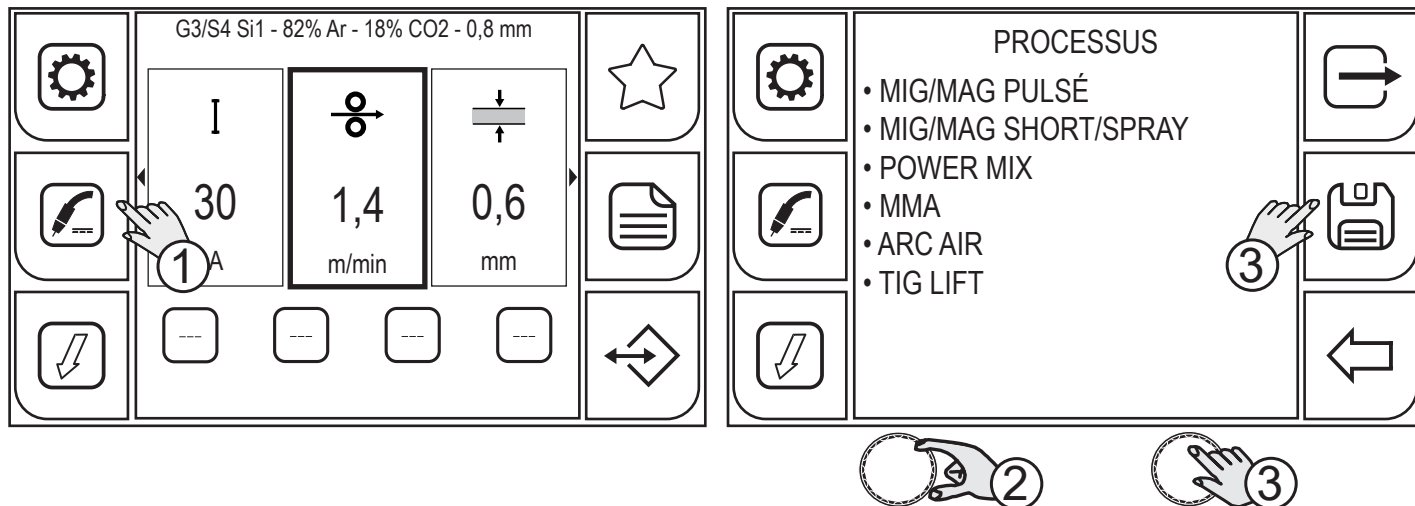 G3/S4 Si1 - 82% Ar - 18% CO2 - 0,8 mm
I
30
1,4
0,6
A
m/min
mm
1
---
---
---
---
PROCESSUS
• MIG/MAG PULSÉ
• MIG/MAG SHORT/SPRAY
• POWER MIX
• MMA
• ARC AIR
• TIG LIFT
3
2
3